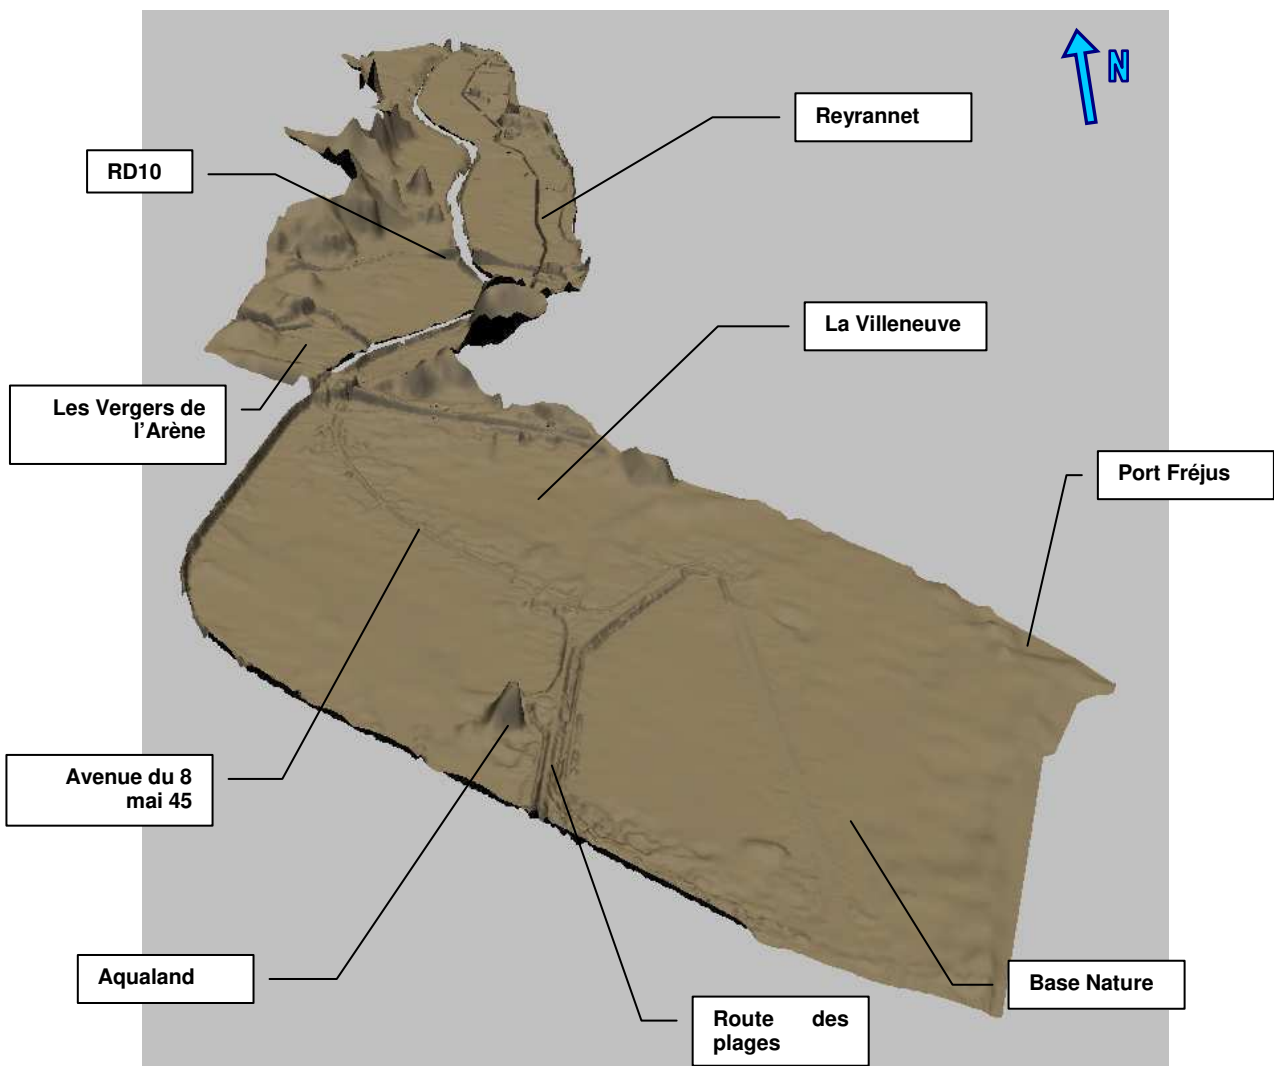 N
Reyrannet
RD10
La Villeneuve
Les Vergers de
l'Arène
Port Fréjus
Avenue du 8
mai 45
Aqualand
Base Nature
Route des
plages